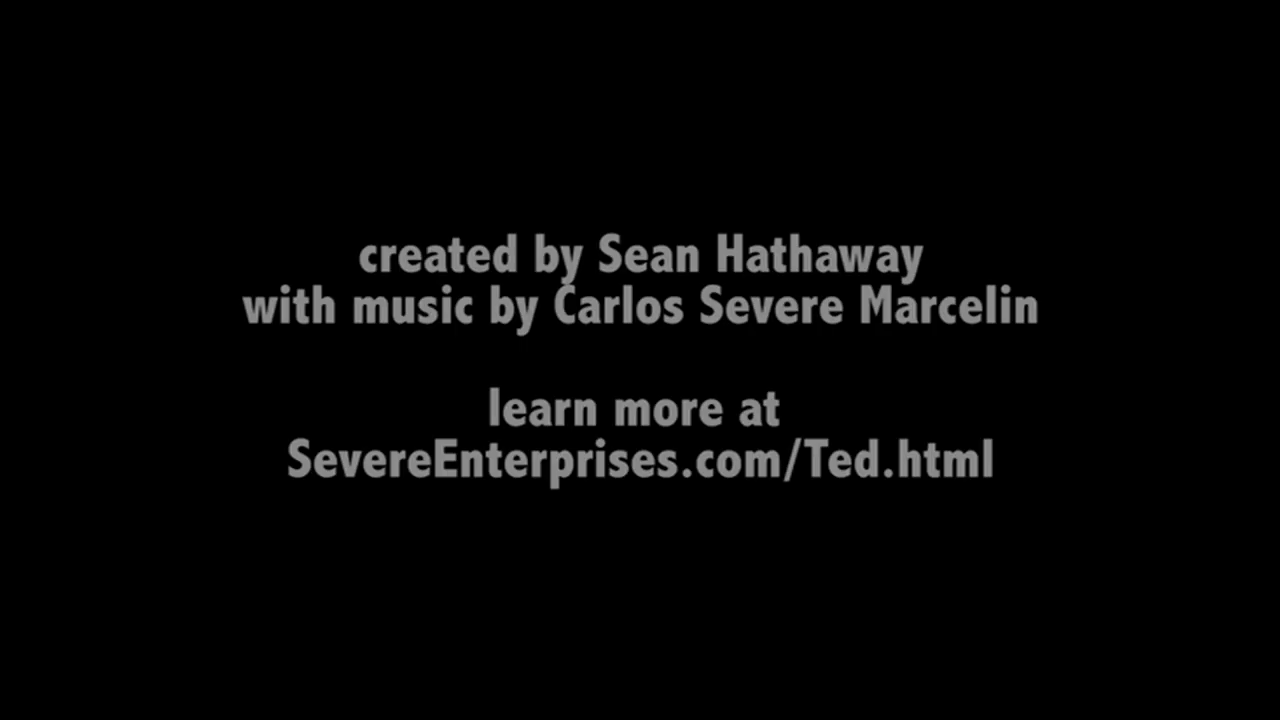 created by Sean Hathaway
with music by Carlos Severe Marcelin
learn more at
SevereEnterprises.com/Ted.html